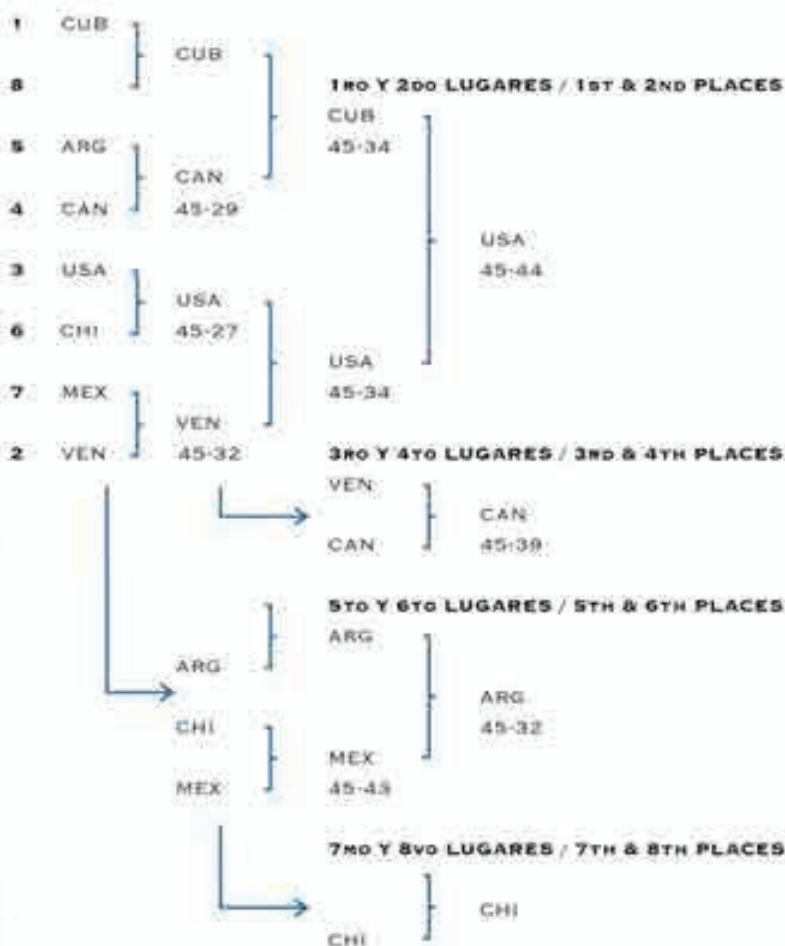 1 CUB
CUB
8
1RO Y 2DO LUGARES / 1ST & 2ND PLACES
CUB
5 ARG
45-34
CAN
4 CAN
45-29
USA
3 USA
45-44
USA
6 CHI
45-27
USA
7 MEX
45-34
VEN
2 VEN
45-32
3RO Y 4TO LUGARES / 3RD & 4TH PLACES
VEN
CAN
CAN
45-39
5TO Y 6TO LUGARES / 5TH & 6TH PLACES
ARG
ARG
ARG
CHI
45-32
MEX
MEX
45-43
7MO Y 8VO LUGARES / 7TH & 8TH PLACES
CHI
CHI